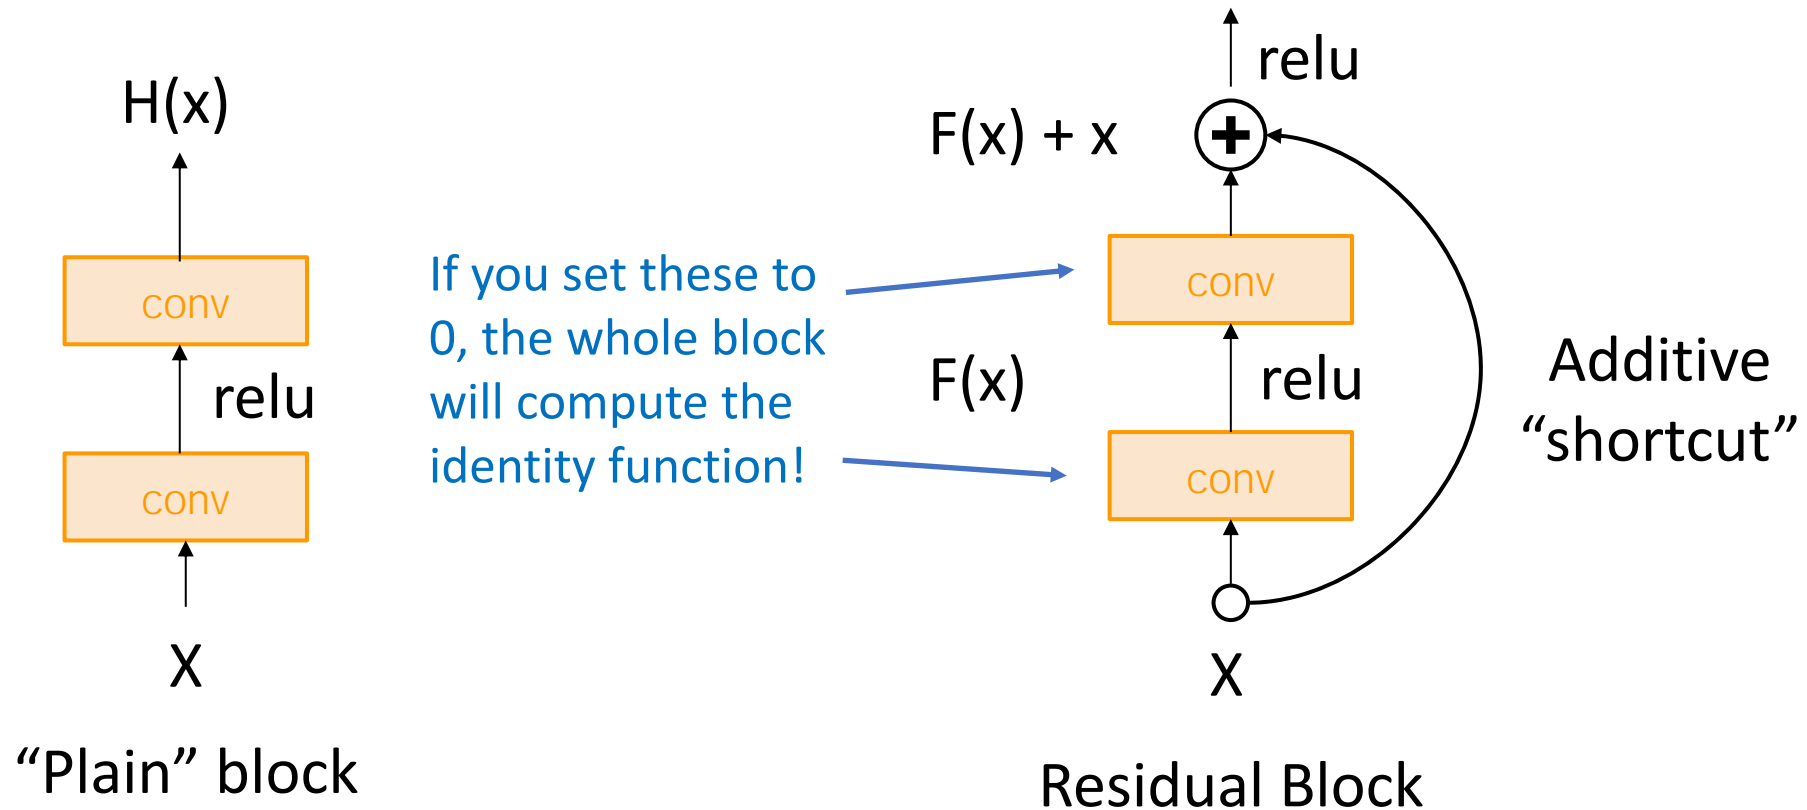 H(x)
conv
relu
conv
X
“Plain” block
If you set these to
0, the whole block
will compute the
identity function!
relu
F(x) + x
conv
F(x)
relu
conv
X
Residual Block
Additive
“shortcut”